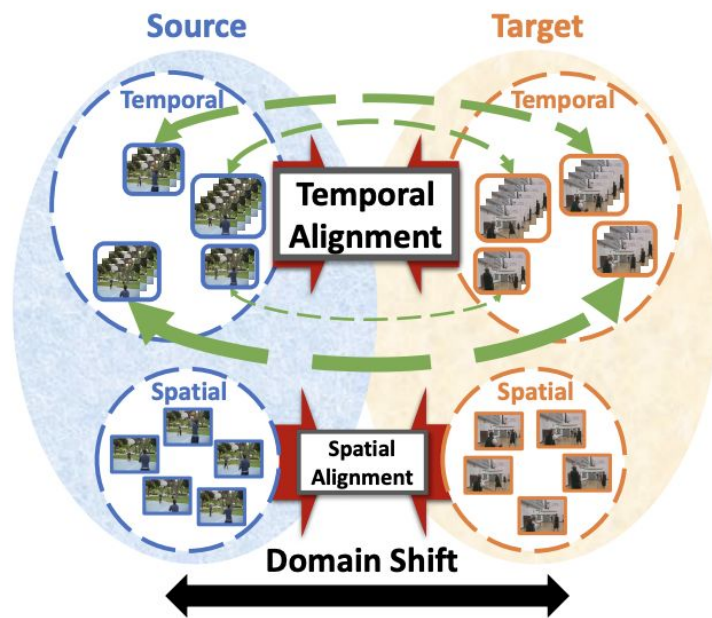 Source
Target
Temporal
Temporal
Temporal
Alignment
Spatial
Spatial
Spatial
Alignment
Domain Shift